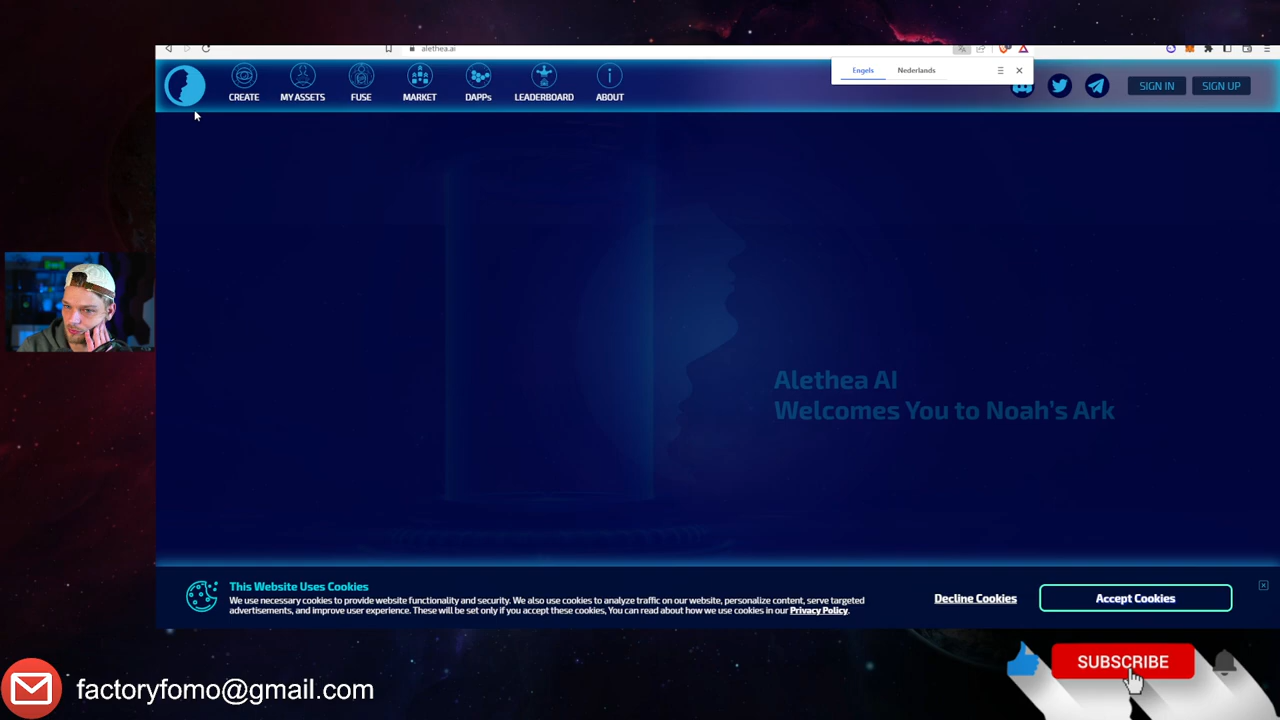 alethea.ai
Engels Nederlands
CREATE MY ASSETS FUSE MARKET DAPPs LEADERBOARD ABOUT
SIGN IN SIGN UP
Alethea AI
Welcomes You to Noah's Ark
This Website Uses Cookies
We use necessary cookies to provide website functionality and security. We also use cookies to analyze traffic on our website, personalize content, serve targeted
advertisements, and improve user experience. These will be set only if you accept these cookies, You can read about how we use cookies in our Privacy Policy.
Decline Cookies
Accept Cookies
SUBSCRIBE
factoryfomo@gmail.com